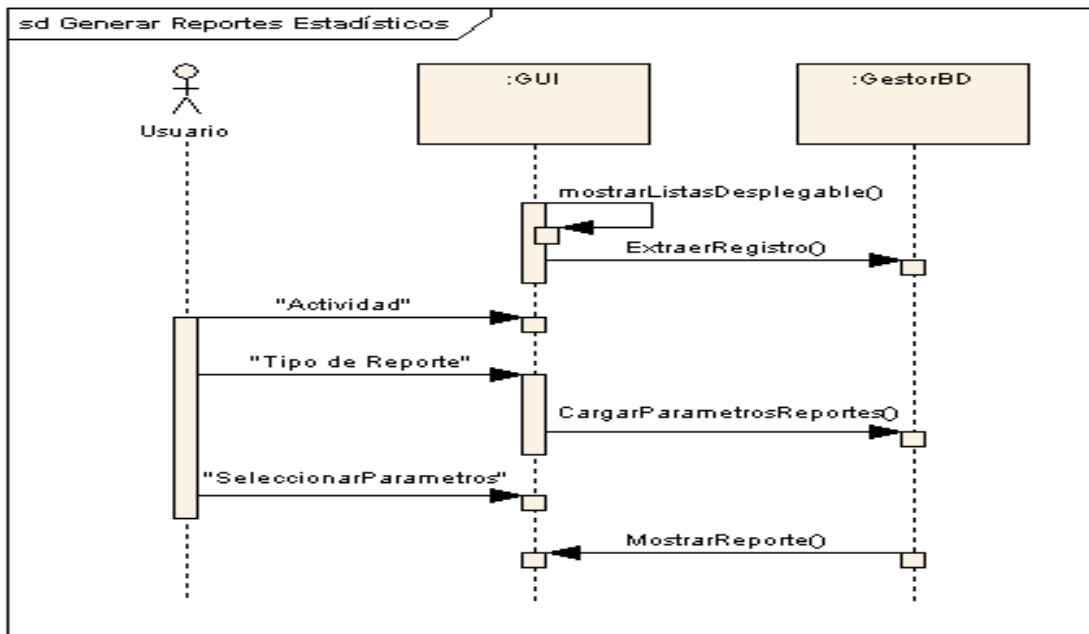 sd Generar Reportes Estadísticos
Usuario
:GUI
:GestorBD
mostrarListasDesplegable()
ExtraerRegistro()
"Actividad"
"Tipo de Reporte"
CargarParametrosReportes()
"SeleccionarParametros"
MostrarReporte()